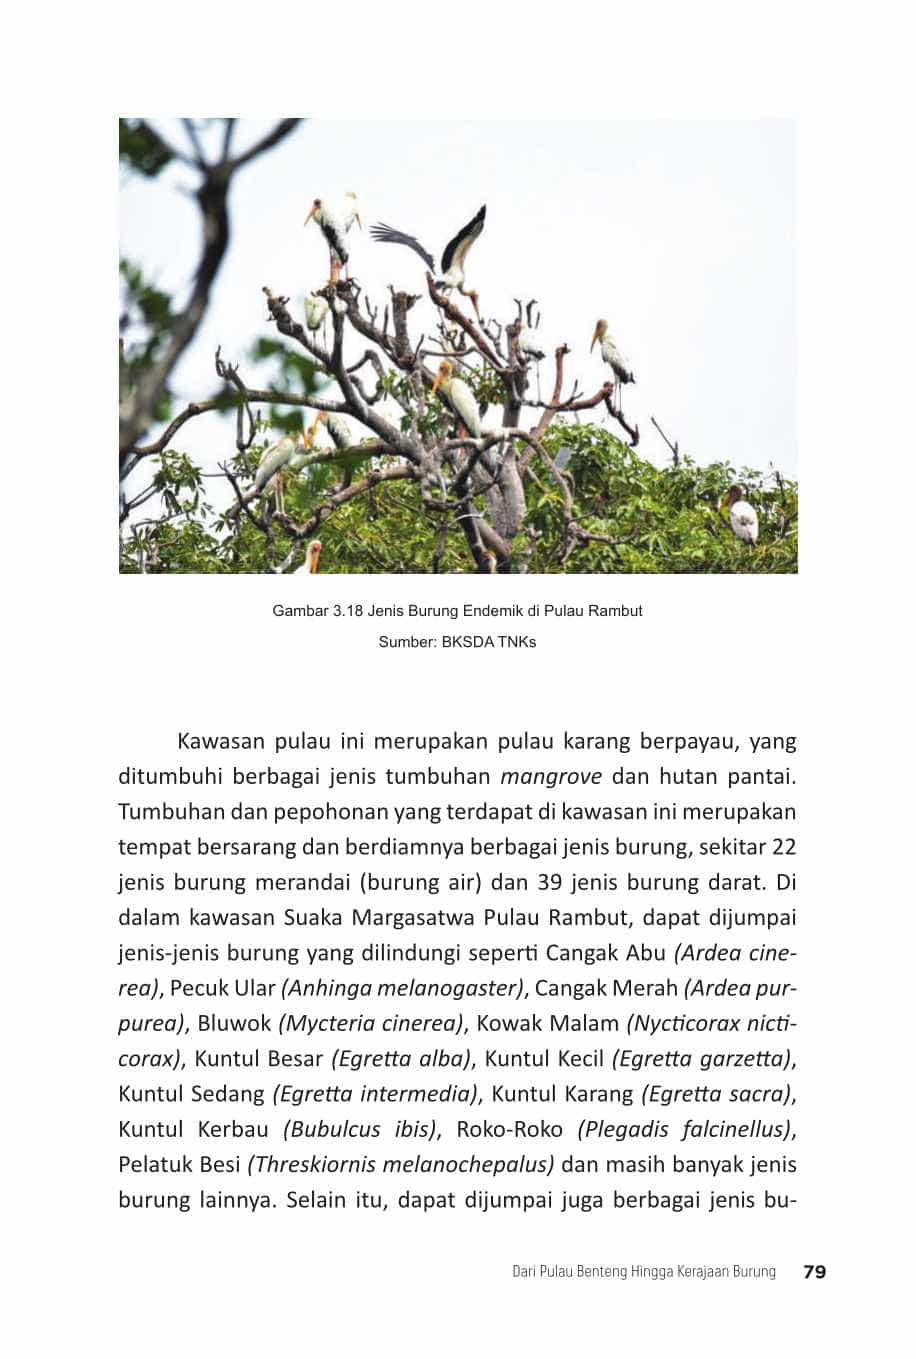 Gambar 3.18 Jenis Burung Endemik di Pulau Rambut
Sumber: BKSDA TNKs
Kawasan pulau ini merupakan pulau karang berpayau, yang
ditumbuhi berbagai jenis tumbuhan mangrove dan hutan pantai.
Tumbuhan dan pepohonan yang terdapat di kawasan ini merupakan
tempat bersarang dan berdiamnya berbagai jenis burung, sekitar 22
jenis burung merandai (burung air) dan 39 jenis burung darat. Di
dalam kawasan Suaka Margasatwa Pulau Rambut, dapat dijumpai
jenis-jenis burung yang dilindungi seperti Cangak Abu (Ardea cine-
rea), Pecuk Ular (Anhinga melanogaster), Cangak Merah (Ardea pur-
purea), Bluwok (Mycteria cinerea), Kowak Malam (Nycticorax nicti-
corax), Kuntul Besar (Egretta alba), Kuntul Kecil (Egretta garzetta),
Kuntul Sedang (Egretta intermedia), Kuntul Karang (Egretta sacra),
Kuntul Kerbau (Bubulcus ibis), Roko-Roko (Plegadis falcinellus),
Pelatuk Besi (Threskiornis melanochepalus) dan masih banyak jenis
burung lainnya. Selain itu, dapat dijumpai juga berbagai jenis bu-
Dari Pulau Benteng Hingga Kerajaan Burung 79